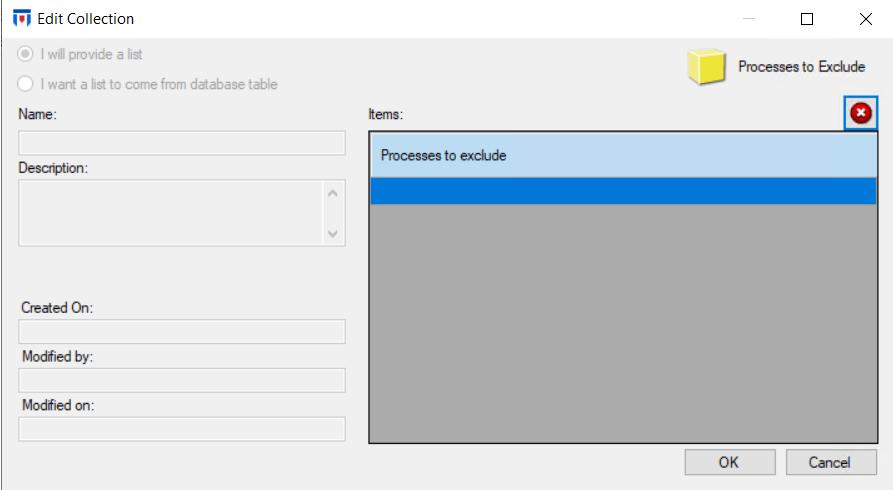 Edit Collection
I will provide a list
I want a list to come from database table
Processes to Exclude
Name:
Items:
Processes to exclude
Description:
Created On:
Modified by:
Modified on:
OK
Cancel